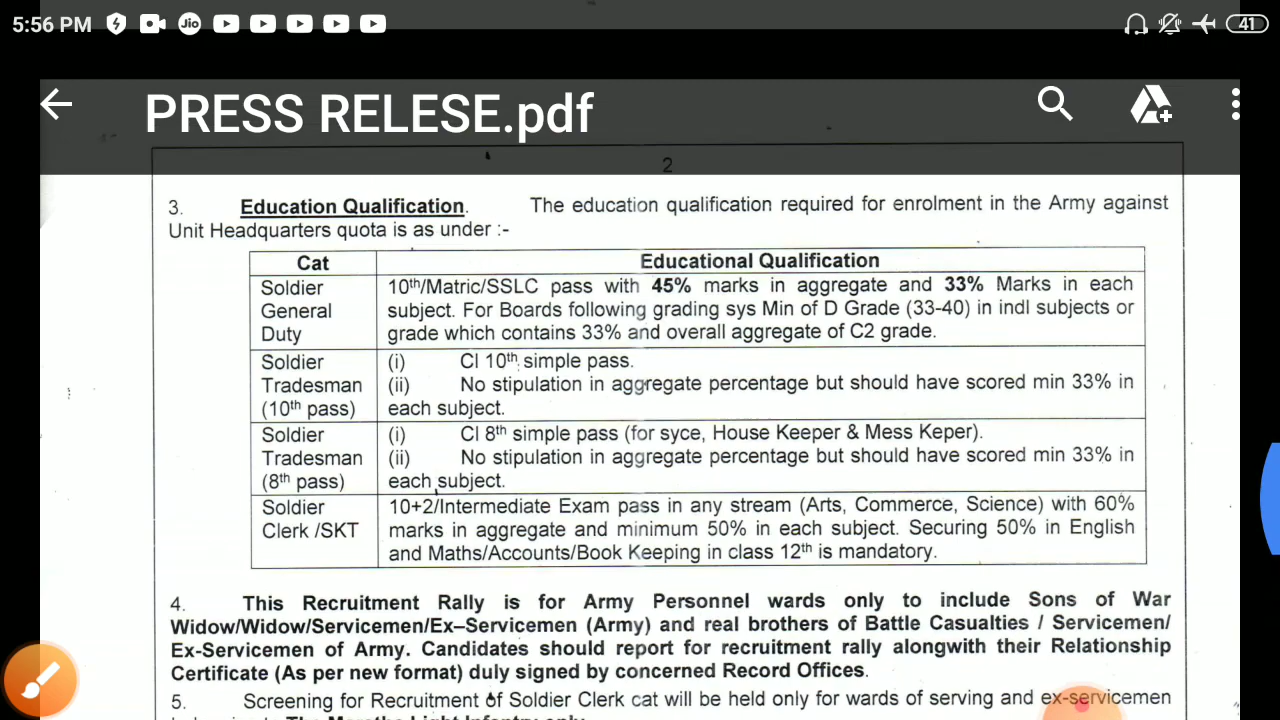 5:56 PM Jio 41
PRESS RELESE.pdf
2
3. Education Qualification. The education qualification required for enrolment in the Army against
Unit Headquarters quota is as under :-
Cat Educational Qualification
Soldier 10th/Matric/SSLC pass with 45% marks in aggregate and 33% Marks in each
General subject. For Boards following grading sys Min of D Grade (33-40) in indl subjects or
Duty grade which contains 33% and overall aggregate of C2 grade.
Soldier (i) Cl 10th simple pass.
Tradesman (ii) No stipulation in aggregate percentage but should have scored min 33% in
(10th pass) each subject.
Soldier (i) Cl 8th simple pass (for syce, House Keeper & Mess Keper).
Tradesman (ii) No stipulation in aggregate percentage but should have scored min 33% in
(8th pass) each subject.
Soldier 10+2/Intermediate Exam pass in any stream (Arts, Commerce, Science) with 60%
Clerk /SKT marks in aggregate and minimum 50% in each subject. Securing 50% in English
and Maths/Accounts/Book Keeping in class 12th is mandatory.
4. This Recruitment Rally is for Army Personnel wards only to include Sons of War
Widow/Widow/Servicemen/Ex–Servicemen (Army) and real brothers of Battle Casualties / Servicemen/
Ex-Servicemen of Army. Candidates should report for recruitment rally alongwith their Relationship
Certificate (As per new format) duly signed by concerned Record Offices.
5. Screening for Recruitment of Soldier Clerk cat will be held only for wards of serving and ex-servicemen
The Maratha Light Infantry only